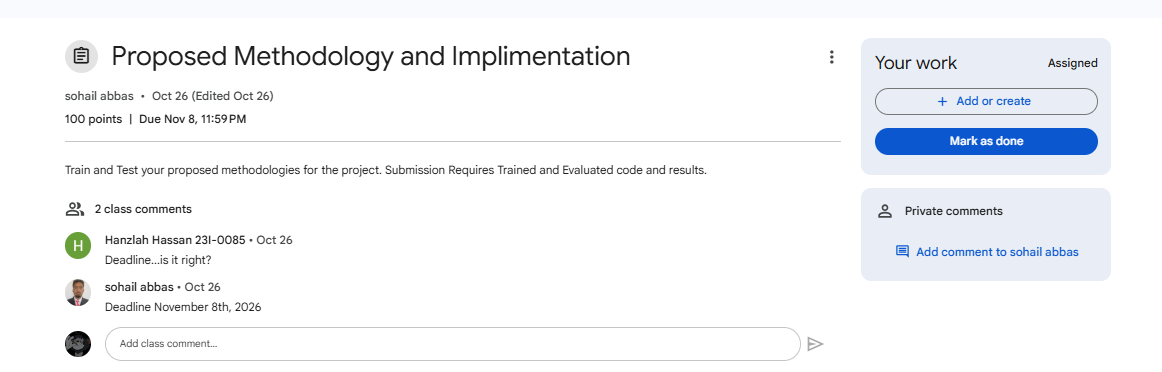 Proposed Methodology and Implimentation
sohail abbas • Oct 26 (Edited Oct 26)
100 points | Due Nov 8, 11:59 PM
Train and Test your proposed methodologies for the project. Submission Requires Trained and Evaluated code and results.
2 class comments
H
Hanzlah Hassan 23I-0085 • Oct 26
Deadline...is it right?
sohail abbas • Oct 26
Deadline November 8th, 2026
Add class comment...
Your work
Assigned
+ Add or create
Mark as done
Private comments
Add comment to sohail abbas